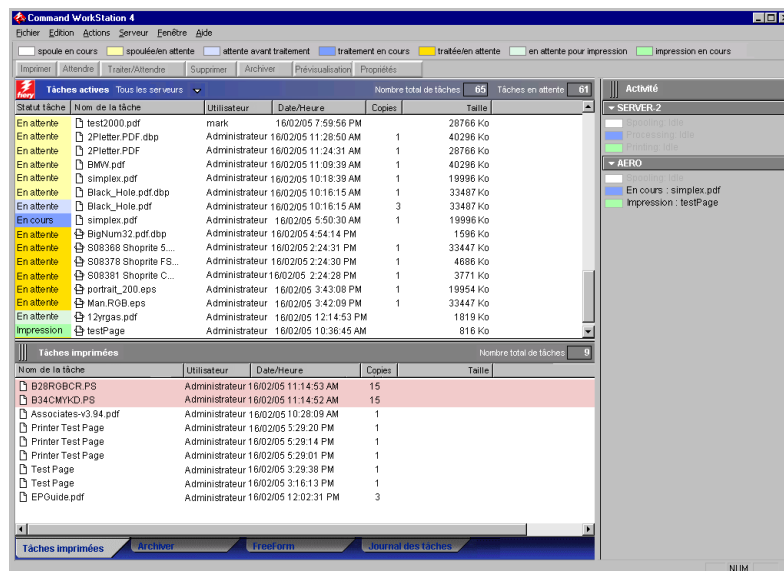 Command WorkStation 4
Fichier Edition Actions Serveur Fenêtre Aide
spoule en cours spoulée/en attente attente avant traitement traitement en cours traitée/en attente en attente pour impression impression en cours
Imprimer Attendre Traiter/Attendre Supprimer Archiver Prévisualisation Propriétés
fiery Tâches actives Tous les serveurs Nombre total de tâches 65 Tâches en attente 61
Statut tâche Nom de la tâche Utilisateur Date/Heure Copies Taille
En attente test2000.pdf mark 16/02/05 7:59:56 PM 28766 Ko
En attente 2Pletter.PDF.dbp Administrateur 16/02/05 11:28:50 AM 1 40296 Ko
En attente 2Pletter.PDF Administrateur 16/02/05 11:24:31 AM 1 28766 Ko
En attente BMW.pdf Administrateur 16/02/05 11:09:39 AM 1 40296 Ko
En attente simplex.pdf Administrateur 16/02/05 10:18:39 AM 1 19996 Ko
En attente Black_Hole.pdf.dbp Administrateur 16/02/05 10:16:15 AM 1 33487 Ko
En attente Black_Hole.pdf Administrateur 16/02/05 10:16:15 AM 3 33487 Ko
En cours simplex.pdf Administrateur 16/02/05 5:50:30 AM 1 19996 Ko
En attente BigNum32.pdf.dbp Administrateur 16/02/05 4:54:14 PM 1596 Ko
En attente S08368 Shoprite 5.... Administrateur 16/02/05 2:24:31 PM 1 33447 Ko
En attente S08378 Shoprite FS... Administrateur 16/02/05 2:24:30 PM 1 4686 Ko
En attente S08381 Shoprite C... Administrateur 16/02/05 2:24:28 PM 1 3771 Ko
En attente portrait_200.eps Administrateur 16/02/05 3:43:08 PM 1 19954 Ko
En attente Man.RGB.eps Administrateur 16/02/05 3:42:09 PM 1 33447 Ko
En attente 12yrgas.pdf Administrateur 16/02/05 12:14:53 PM 1819 Ko
Impression testPage Administrateur 16/02/05 10:36:45 AM 816 Ko
Tâches imprimées Nombre total de tâches 9
Nom de la tâche Utilisateur Date/Heure Copies Taille
B28RGBCR.PS Administrateur 16/02/05 11:14:53 AM 15
B34CMYKD.PS Administrateur 16/02/05 11:14:52 AM 15
Associates-v3.94.pdf Administrateur 16/02/05 10:28:09 AM 1
Printer Test Page Administrateur 16/02/05 5:29:20 PM 1
Printer Test Page Administrateur 16/02/05 5:29:14 PM 1
Printer Test Page Administrateur 16/02/05 5:29:01 PM 1
Test Page Administrateur 16/02/05 3:29:38 PM 1
Test Page Administrateur 16/02/05 3:16:13 PM 1
EPGuide.pdf Administrateur 16/02/05 12:02:31 PM 3
Tâches imprimées Archiver FreeForm Journal des tâches
Activité
SERVER-2
Spooling: Idle
Processing: Idle
Printing: Idle
AERO
Spooling: Idle
En cours : simplex.pdf
Impression : testPage
NUM